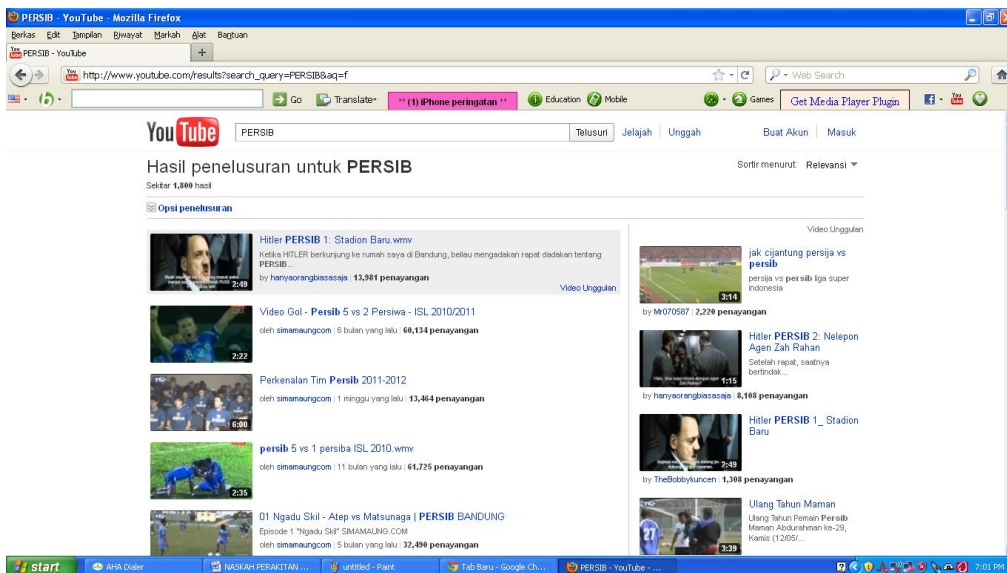 PERSIB - YouTube - Mozilla Firefox
Berkas Edit Tampilan Riwayat Markah Alat Bantuan
PERSIB - YouTube
http://www.youtube.com/results?search_query=PERSIB&aq=f
Web Search
Go Translate ** (1) iPhone peringatan ** Education Mobile Games Get Media Player Plugin
YouTube PERSIB Telusuri Jelajah Unggah Buat Akun Masuk
Hasil penelusuran untuk PERSIB
Sortir menurut: Relevansi
Sekitar 1,800 hasil
Opsi penelusuran
Hitler PERSIB 1: Stadion Baru.wmv
Ketika HITLER berkunjung ke rumah saya di Bandung, beliau mengadakan rapat dadakan tentang
PERSIB...
by hanyaorangbiasasaja | 13,981 penayangan
2:49
Video Unggulan
Video Gol - Persib 5 vs 2 Persiwa - ISL 2010/2011
oleh simamaungcom | 6 bulan yang lalu | 60,134 penayangan
2:22
Perkenalan Tim Persib 2011-2012
oleh simamaungcom | 1 minggu yang lalu | 13,464 penayangan
6:00
persib 5 vs 1 persiba ISL 2010.wmv
oleh simamaungcom | 11 bulan yang lalu | 61,725 penayangan
2:35
01 Ngadu Skil - Atep vs Matsunaga | PERSIB BANDUNG
Episode 1 "Ngadu Skil" SIMAMAUNG.COM
oleh simamaungcom | 5 bulan yang lalu | 32,490 penayangan
Video Unggulan
jak cijantung persija vs
persib
persija vs persib liga super
indonesia
3:14
by Mr070587 | 2,220 penayangan
Hitler PERSIB 2: Nelepon
Agen Zah Rahan
Setelah rapat, saatnya
bertindak...
1:15
by hanyaorangbiasasaja | 8,108 penayangan
Hitler PERSIB 1_ Stadion
Baru
2:49
by TheBobbykuncen | 1,308 penayangan
Ulang Tahun Maman
Ulang Tahun Pemain Persib
Maman Abdurahman ke-29,
Kamis (12/05/...
3:39
start AHA Dialer NASKAH PERAKITAN ... untitled - Paint Tab Baru - Google Ch... PERSIB - YouTube - ... 7:01 PM